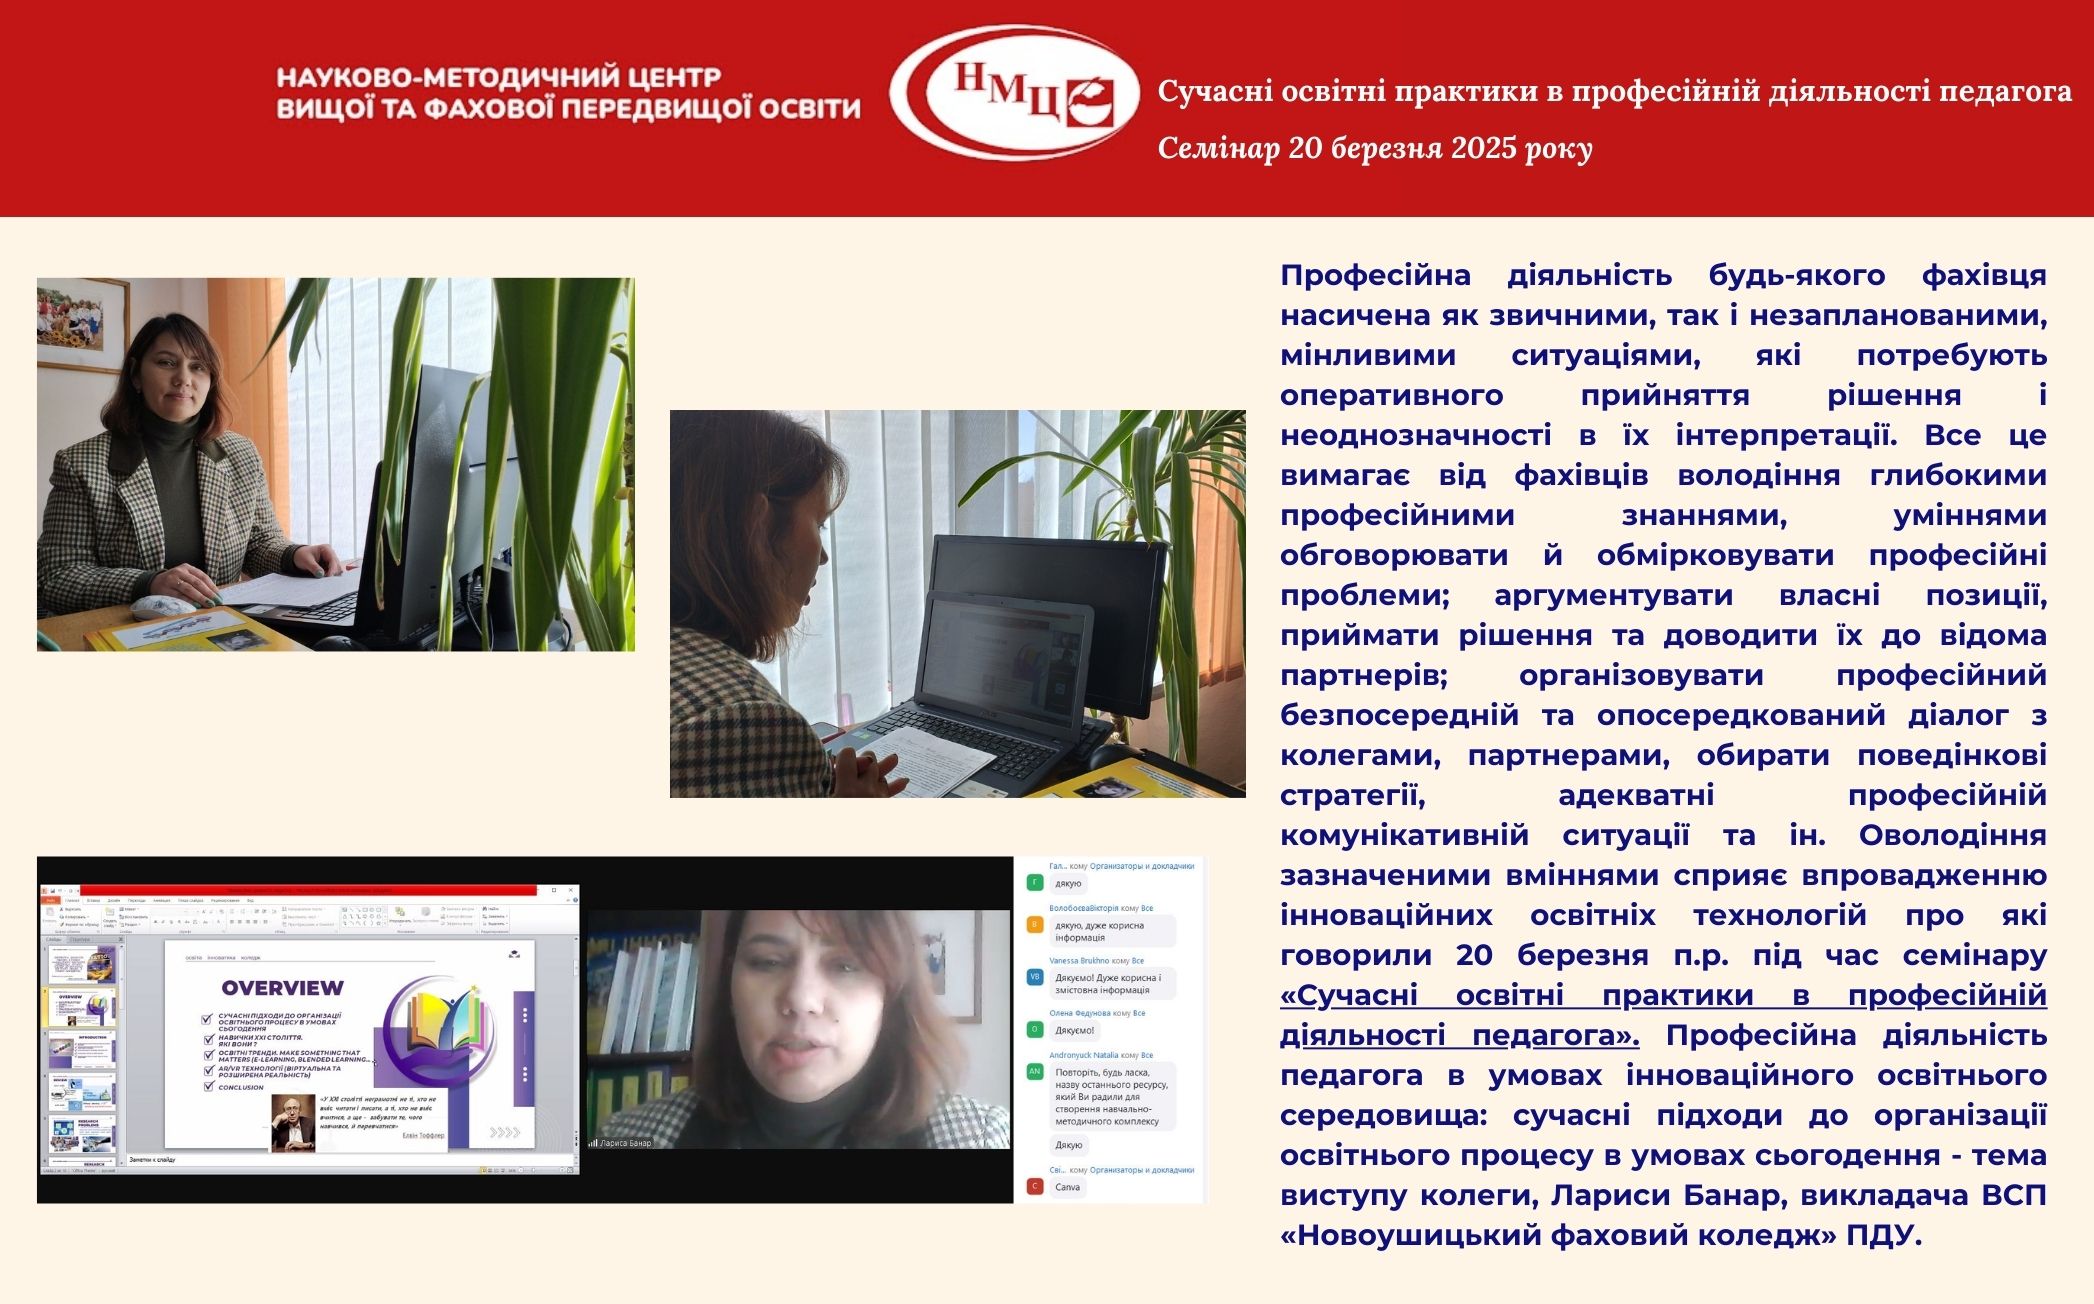 НАУКОВО-МЕТОДИЧНИЙ ЦЕНТР
ВИЩОЇ ТА ФАХОВОЇ ПЕРЕДВИЩОЇ ОСВІТИ
НМЦ
Сучасні освітні практики в професійній діяльності педагога
Семінар 20 березня 2025 року
Професійна діяльність будь-якого фахівця
насичена як звичними, так і незапланованими,
мінливими ситуаціями, які потребують
оперативного прийняття рішення і
неоднозначності в їх інтерпретації. Все це
вимагає від фахівців володіння глибокими
професійними знаннями, уміннями
обговорювати й обмірковувати професійні
проблеми; аргументувати власні позиції,
приймати рішення та доводити їх до відома
партнерів; організовувати професійний
безпосередній та опосередкований діалог з
колегами, партнерами, обирати поведінкові
стратегії, адекватні професійній
комунікативній ситуації та ін. Оволодіння
зазначеними вміннями сприяє впровадженню
інноваційних освітніх технологій про які
говорили 20 березня п.р. під час семінару
«Сучасні освітні практики в професійній
діяльності педагога». Професійна діяльність
педагога в умовах інноваційного освітнього
середовища: сучасні підходи до організації
освітнього процесу в умовах сьогодення - тема
виступу колеги, Лариси Банар, викладача ВСП
«Новоушицький фаховий коледж» ПДУ.
освіта інноватика коледж
OVERVIEW
СУЧАСНІ ПІДХОДИ ДО ОРГАНІЗАЦІЇ
ОСВІТНЬОГО ПРОЦЕСУ В УМОВАХ
СЬОГОДЕННЯ
НАВИЧКИ ХХІ СТОЛІТТЯ.
ЯКІ ВОНИ?
ОСВІТНІ ТРЕНДИ. MAKE SOMETHING THAT
MATTERS (E-LEARNING, BLENDED LEARNING...
AR/VR ТЕХНОЛОГІЇ (ВІРТУАЛЬНА ТА
РОЗШИРЕНА РЕАЛЬНІСТЬ)
CONCLUSION
«У ХХІ столітті неграмотні не ті, хто не
вміє читати і писати, а ті, хто не вміє
вчитися, а ще - забувати те, чого
навчився, й перевчатися»
Елвін Тоффлер
Заметки к слайду
Лариса Банар
Гал... кому Организаторы и докладчики
Г
дякую
ВолобоєваВікторія кому Все
В
дякую, дуже корисна
інформація
Vanessa Brukhno кому Все
VB
Дякуємо! Дуже корисна і
змістовна інформація
Олена Федунова кому Все
О
Дякуємо!
Andronyuck Natalia кому Все
AN
Повторіть, будь ласка,
назву останнього ресурсу,
який Ви радили для
створення навчально-
методичного комплексу
Дякую
Сві... кому Организаторы и докладчики
С
Canva